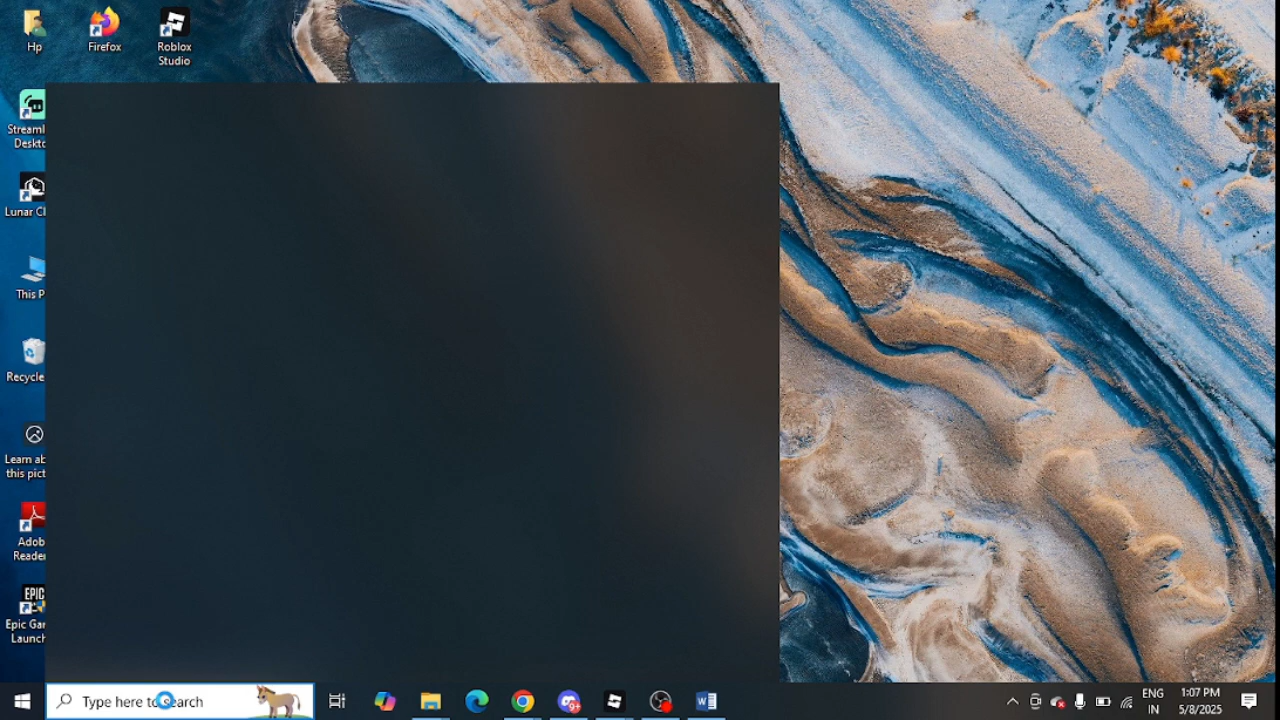 Hp
Firefox
Roblox
Studio
Streaml
Deskto
Lunar Cl
This P
Recycle
Learn ab
this pict
Adob
Reader
EPIC
Epic Gar
Launch
Type here to search
9+
W
ENG
IN
1:07 PM
5/8/2025